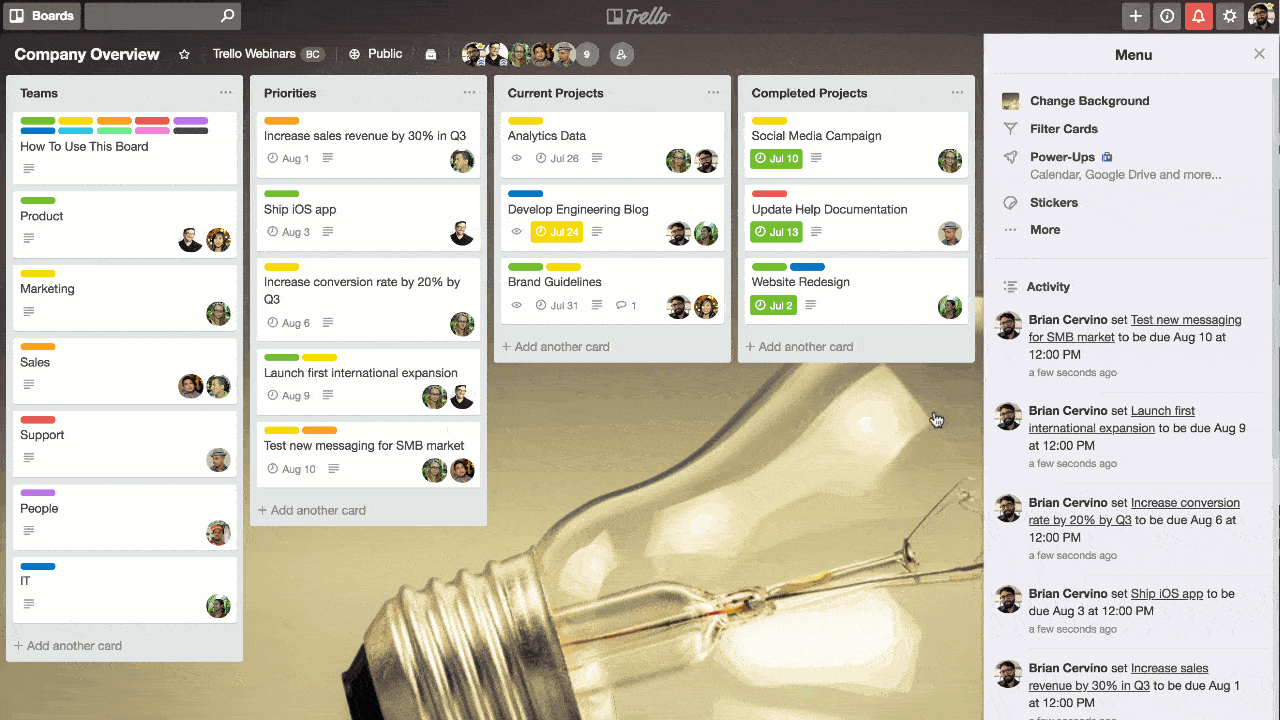 Boards
Trello
Company Overview
Trello Webinars BC
Public
9
Teams
How To Use This Board
Product
Marketing
Sales
Support
People
IT
+ Add another card
Priorities
Increase sales revenue by 30% in Q3
Aug 1
Ship iOS app
Aug 3
Increase conversion rate by 20% by
Q3
Aug 6
Launch first international expansion
Aug 9
Test new messaging for SMB market
Aug 10
+ Add another card
Current Projects
Analytics Data
Jul 26
Develop Engineering Blog
Jul 24
Brand Guidelines
Jul 31 1
+ Add another card
Completed Projects
Social Media Campaign
Jul 10
Update Help Documentation
Jul 13
Website Redesign
Jul 2
+ Add another card
Menu
Change Background
Filter Cards
Power-Ups
Calendar, Google Drive and more...
Stickers
More
Activity
Brian Cervino set Test new messaging
for SMB market to be due Aug 10 at
12:00 PM
a few seconds ago
Brian Cervino set Launch first
international expansion to be due Aug 9
at 12:00 PM
a few seconds ago
Brian Cervino set Increase conversion
rate by 20% by Q3 to be due Aug 6 at
12:00 PM
a few seconds ago
Brian Cervino set Ship iOS app to be
due Aug 3 at 12:00 PM
a few seconds ago
Brian Cervino set Increase sales
revenue by 30% in Q3 to be due Aug 1
at 12:00 PM